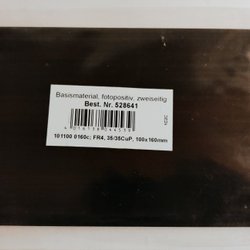 Basismaterial, fotopositiv, zweiseitig
Best. Nr. 528641
101100 0160c; FR4, 35/35CuP, 100x160mm